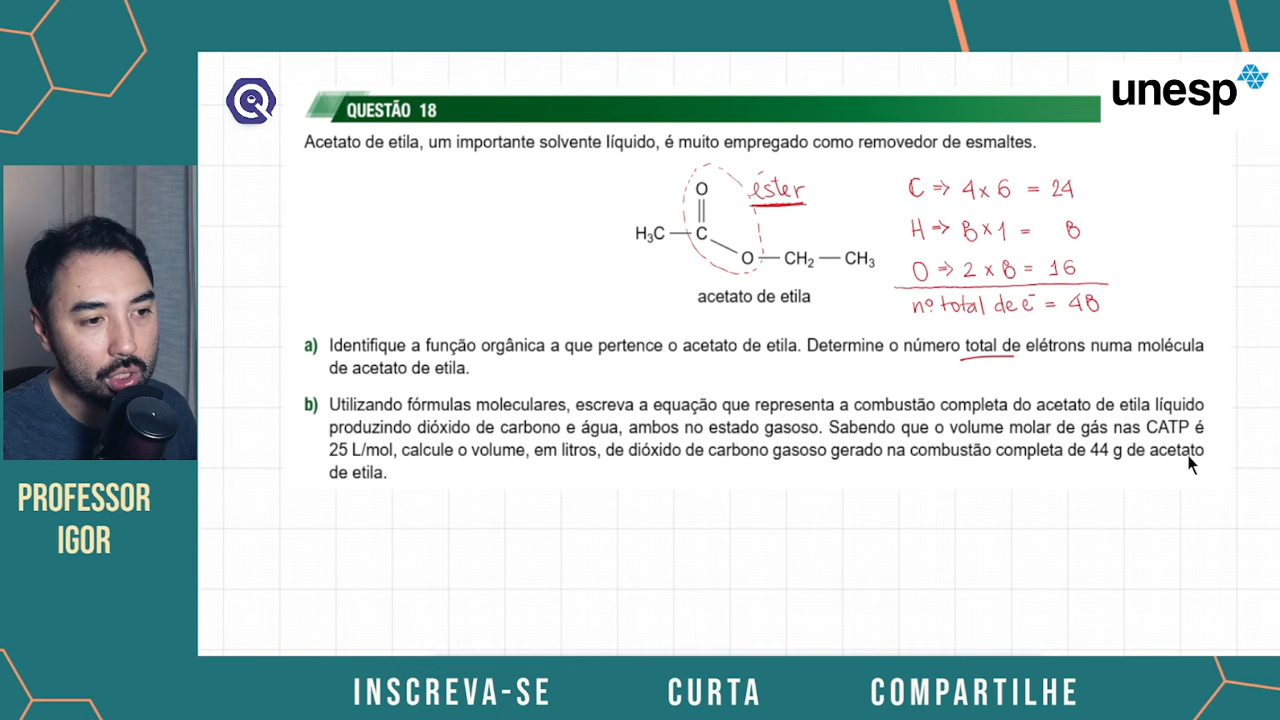 unesp
QUESTÃO 18
Acetato de etila, um importante solvente líquido, é muito empregado como removedor de esmaltes.
O
H₃C — C
O — CH₂ — CH₃
acetato de etila
éster
C => 4 x 6 = 24
H => 8 x 1 = 8
O => 2 x 8 = 16
nº total de e⁻ = 48
a) Identifique a função orgânica a que pertence o acetato de etila. Determine o número total de elétrons numa molécula
de acetato de etila.
b) Utilizando fórmulas moleculares, escreva a equação que representa a combustão completa do acetato de etila líquido
produzindo dióxido de carbono e água, ambos no estado gasoso. Sabendo que o volume molar de gás nas CATP é
25 L/mol, calcule o volume, em litros, de dióxido de carbono gasoso gerado na combustão completa de 44 g de acetato
de etila.
PROFESSOR
IGOR
INSCREVA-SE CURTA COMPARTILHE